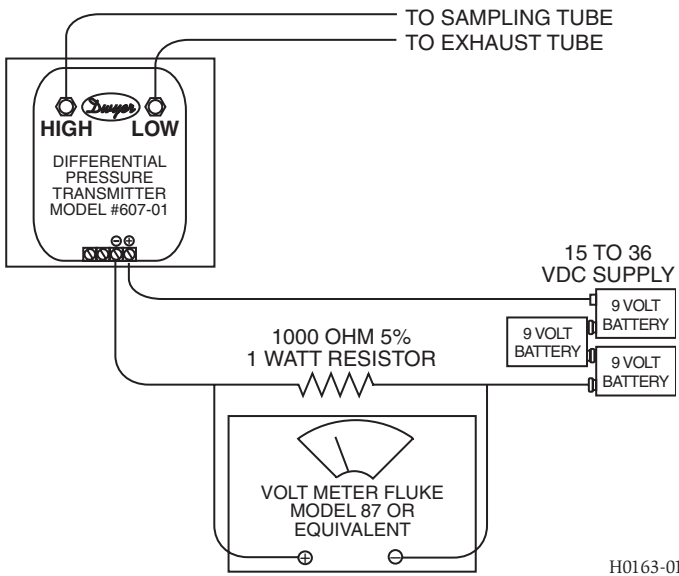 TO SAMPLING TUBE
TO EXHAUST TUBE
Dwyer
HIGH LOW
DIFFERENTIAL
PRESSURE
TRANSMITTER
MODEL #607-01
⊖ ⊕
15 TO 36
VDC SUPPLY
9 VOLT
BATTERY
9 VOLT
BATTERY
9 VOLT
BATTERY
1000 OHM 5%
1 WATT RESISTOR
VOLT METER FLUKE
MODEL 87 OR
EQUIVALENT
⊕ ⊖